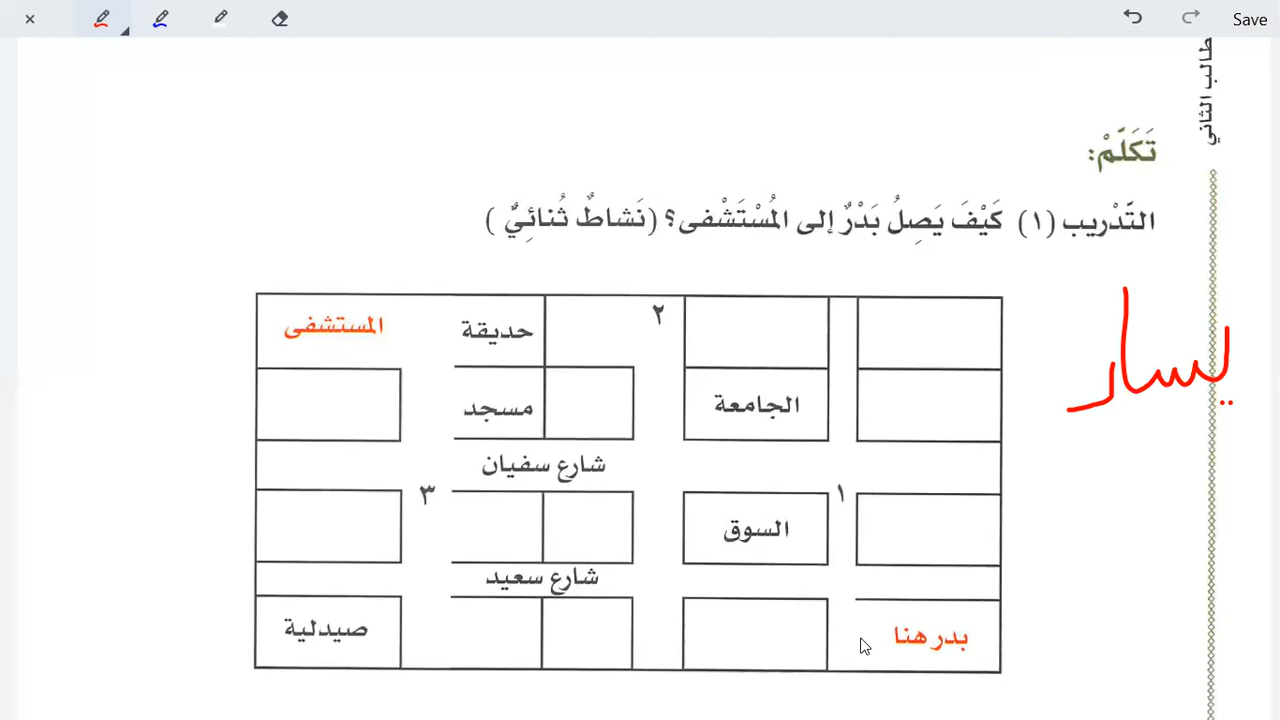 Save
طالب الثاني
تَكَلَّمْ:
التَّدْريب (١) كَيْفَ يَصِلُ بَدْرٌ إلى المُسْتَشْفى؟ (نَشاطٌ ثُنائِيٌّ )
يسار
٢
حديقة
المستشفى
الجامعة
مسجد
شارع سفيان
١
٣
السوق
شارع سعيد
بدر هنا
صيدلية